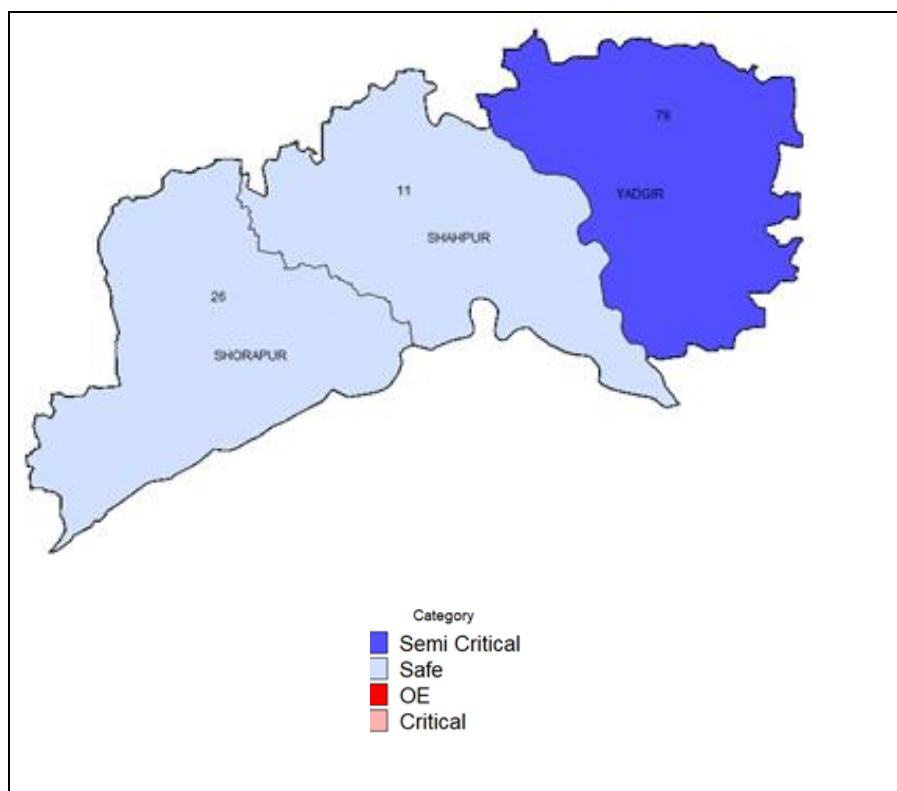 79
YADGIR
11
SHAHPUR
26
SHORAPUR
Category
Semi Critical
Safe
OE
Critical